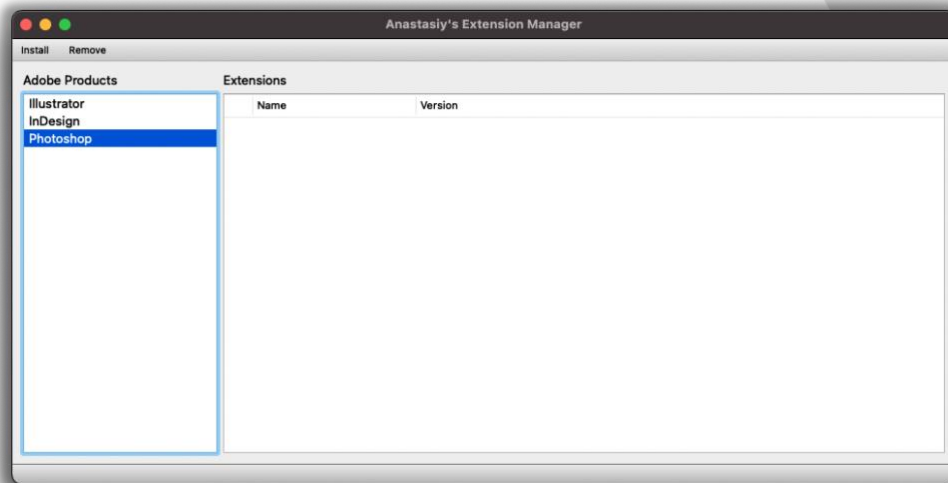 Anastasiy's Extension Manager
Install Remove
Adobe Products
Extensions
Illustrator
InDesign
Photoshop
Name Version